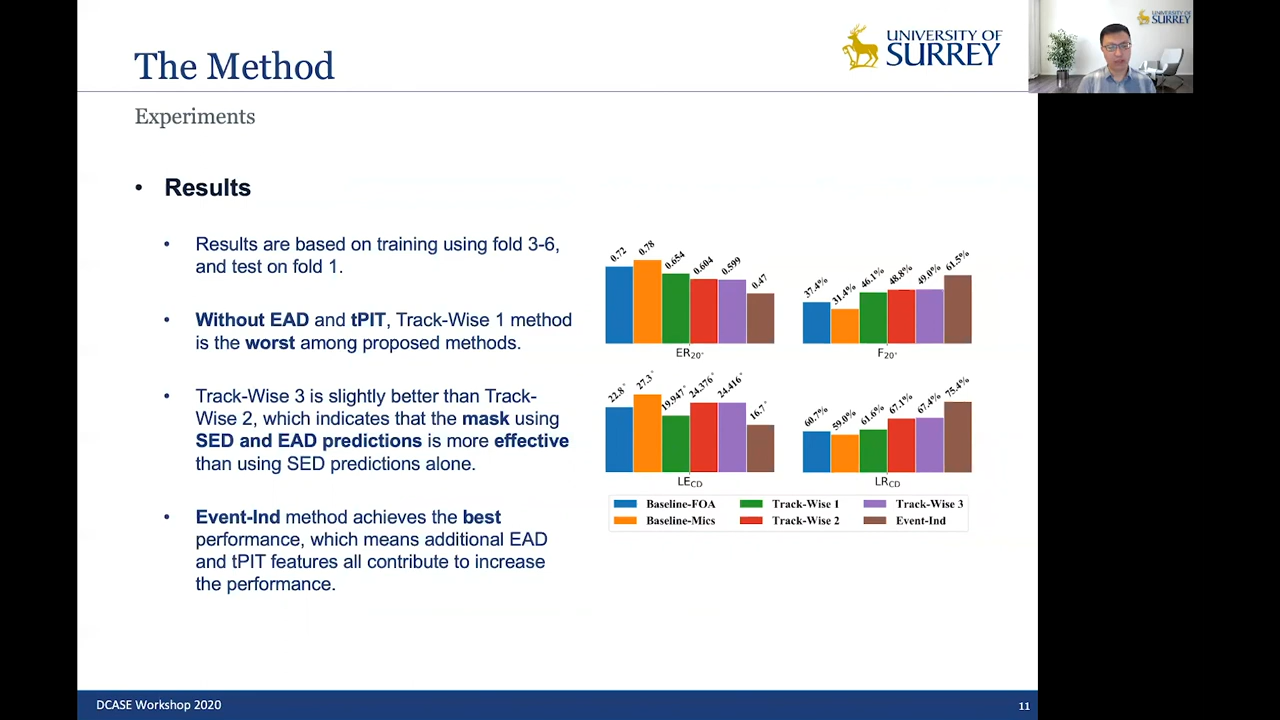 The Method
UNIVERSITY OF
SURREY
SURREY
Experiments
• Results
• Results are based on training using fold 3-6,
and test on fold 1.
• Without EAD and tPIT, Track-Wise 1 method
is the worst among proposed methods.
• Track-Wise 3 is slightly better than Track-
Wise 2, which indicates that the mask using
SED and EAD predictions is more effective
than using SED predictions alone.
• Event-Ind method achieves the best
performance, which means additional EAD
and tPIT features all contribute to increase
the performance.
0.72 0.78 0.654 0.604 0.599 0.47
ER20°
37.4% 31.4% 46.1% 48.8% 49.0% 61.5%
F20°
22.8° 27.3° 19.947° 24.376° 24.416° 16.7°
LECD
60.7% 59.0% 61.6% 67.1% 67.4% 75.4%
LRCD
Baseline-FOA Track-Wise 1 Track-Wise 3
Baseline-Mics Track-Wise 2 Event-Ind
DCASE Workshop 2020
11